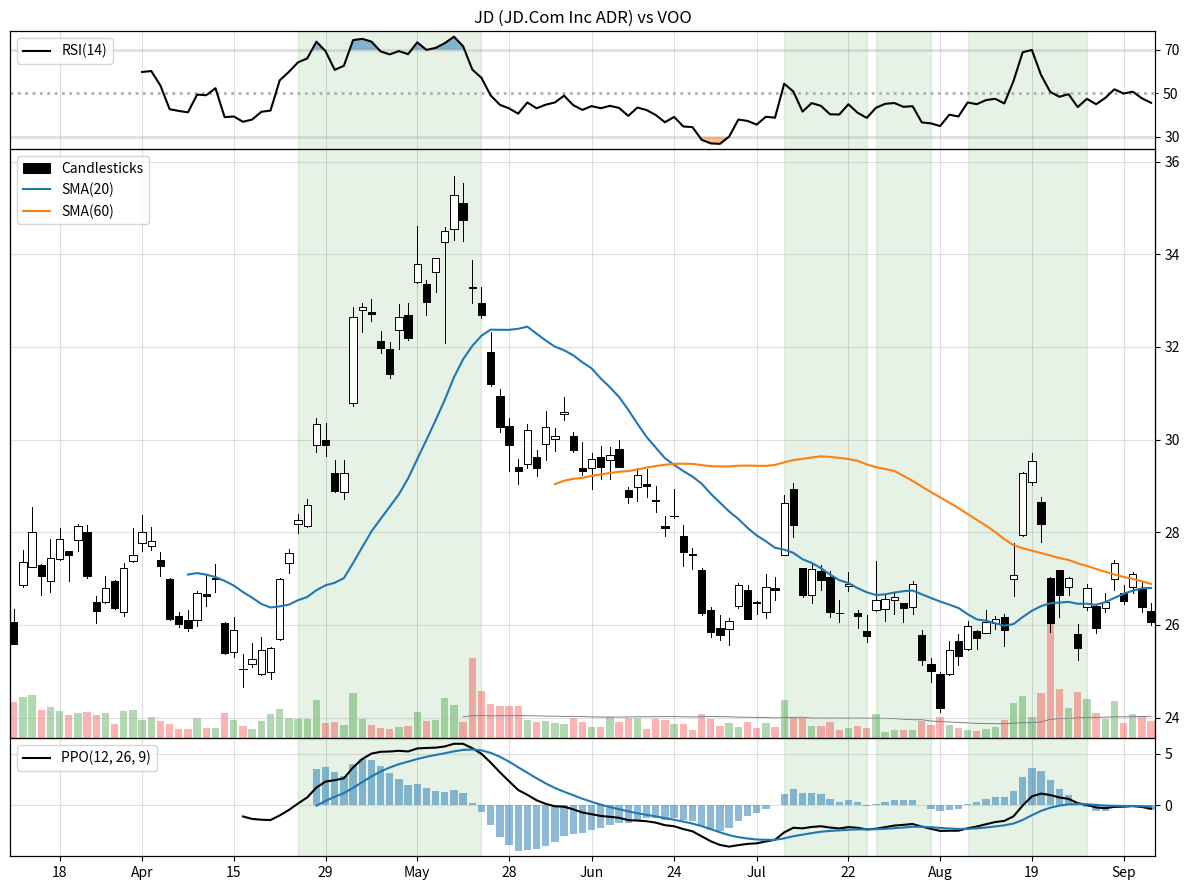 JD (JD.Com Inc ADR) vs VOO
RSI(14)
70
50
30
Candlesticks
SMA(20)
SMA(60)
36
34
32
30
28
26
24
PPO(12, 26, 9)
5
0
18 Apr 15 29 May 28 Jun 24 Jul 22 Aug 19 Sep